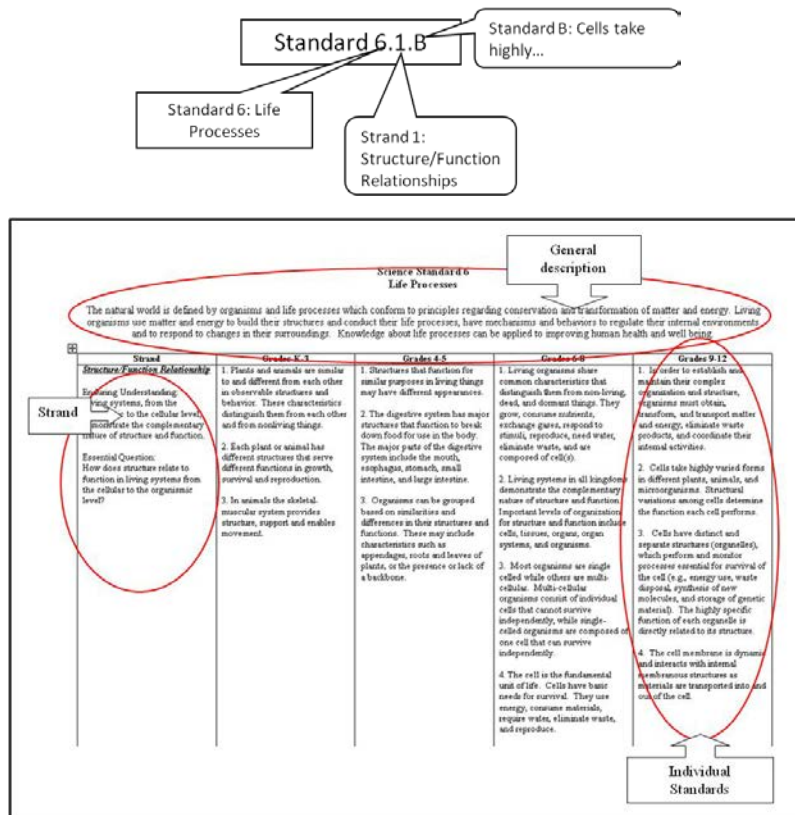 Standard 6.1.B
Standard B: Cells take
highly...
Standard 6: Life
Processes
Strand 1:
Structure/Function
Relationships
General
description
Science Standard 6
Life Processes
The natural world is defined by organisms and life processes which conform to principles regarding conservation and transformation of matter and energy. Living
organisms use matter and energy to build their structures and conduct their life processes, have mechanisms and behaviors to regulate their internal environments
and to respond to changes in their surroundings. Knowledge about life processes can be applied to improving human health and well being.
Strand
Structure/Function Relationship
Enduring Understanding:
ving systems, from the
to the cellular level,
monstrate the complementary
nature of structure and function.
Essential Question:
How does structure relate to
function in living systems from
the cellular to the organismic
level?
Strand
Grades K-3
1. Plants and animals are similar
to and different from each other
in observable structures and
behavior. These characteristics
distinguish them from each other
and from nonliving things.
2. Each plant or animal has
different structures that serve
different functions in growth,
survival and reproduction.
3. In animals the skeletal-
muscular system provides
structure, support and enables
movement.
Grades 4-5
1. Structures that function for
similar purposes in living things
may have different appearances.
2. The digestive system has major
structures that function to break
down food for use in the body.
The major parts of the digestive
system include the mouth,
esophagus, stomach, small
intestine, and large intestine.
3. Organisms can be grouped
based on similarities and
differences in their structures and
functions. These may include
characteristics such as
appendages, roots and leaves of
plants, or the presence or lack of
a backbone.
Grades 6-8
1. Living organisms share
common characteristics that
distinguish them from non-living,
dead, and dormant things. They
grow, consume nutrients,
exchange gases, respond to
stimuli, reproduce, need water,
eliminate waste, and are
composed of cell(s).
2. Living systems in all kingdoms
demonstrate the complementary
nature of structure and function.
Important levels of organization
for structure and function include
cells, tissues, organs, organ
systems, and organisms.
3. Most organisms are single
celled while others are multi-
cellular. Multi-cellular
organisms consist of individual
cells that cannot survive
independently, while single-
celled organisms are composed of
one cell that can survive
independently.
4. The cell is the fundamental
unit of life. Cells have basic
needs for survival. They use
energy, consume materials,
require water, eliminate waste,
and reproduce.
Grades 9-12
1. In order to establish and
maintain their complex
organization and structure,
organisms must obtain,
transform, and transport matter
and energy, eliminate waste
products, and coordinate their
internal activities.
2. Cells take highly varied forms
in different plants, animals, and
microorganisms. Structural
variations among cells determine
the function each cell performs.
3. Cells have distinct and
separate structures (organelles),
which perform and monitor
processes essential for survival of
the cell (e.g., energy use, waste
disposal, synthesis of new
molecules, and storage of genetic
material). The highly specific
function of each organelle is
directly related to its structure.
4. The cell membrane is dynamic
and interacts with internal
membranous structures as
materials are transported into and
out of the cell.
Individual
Standards